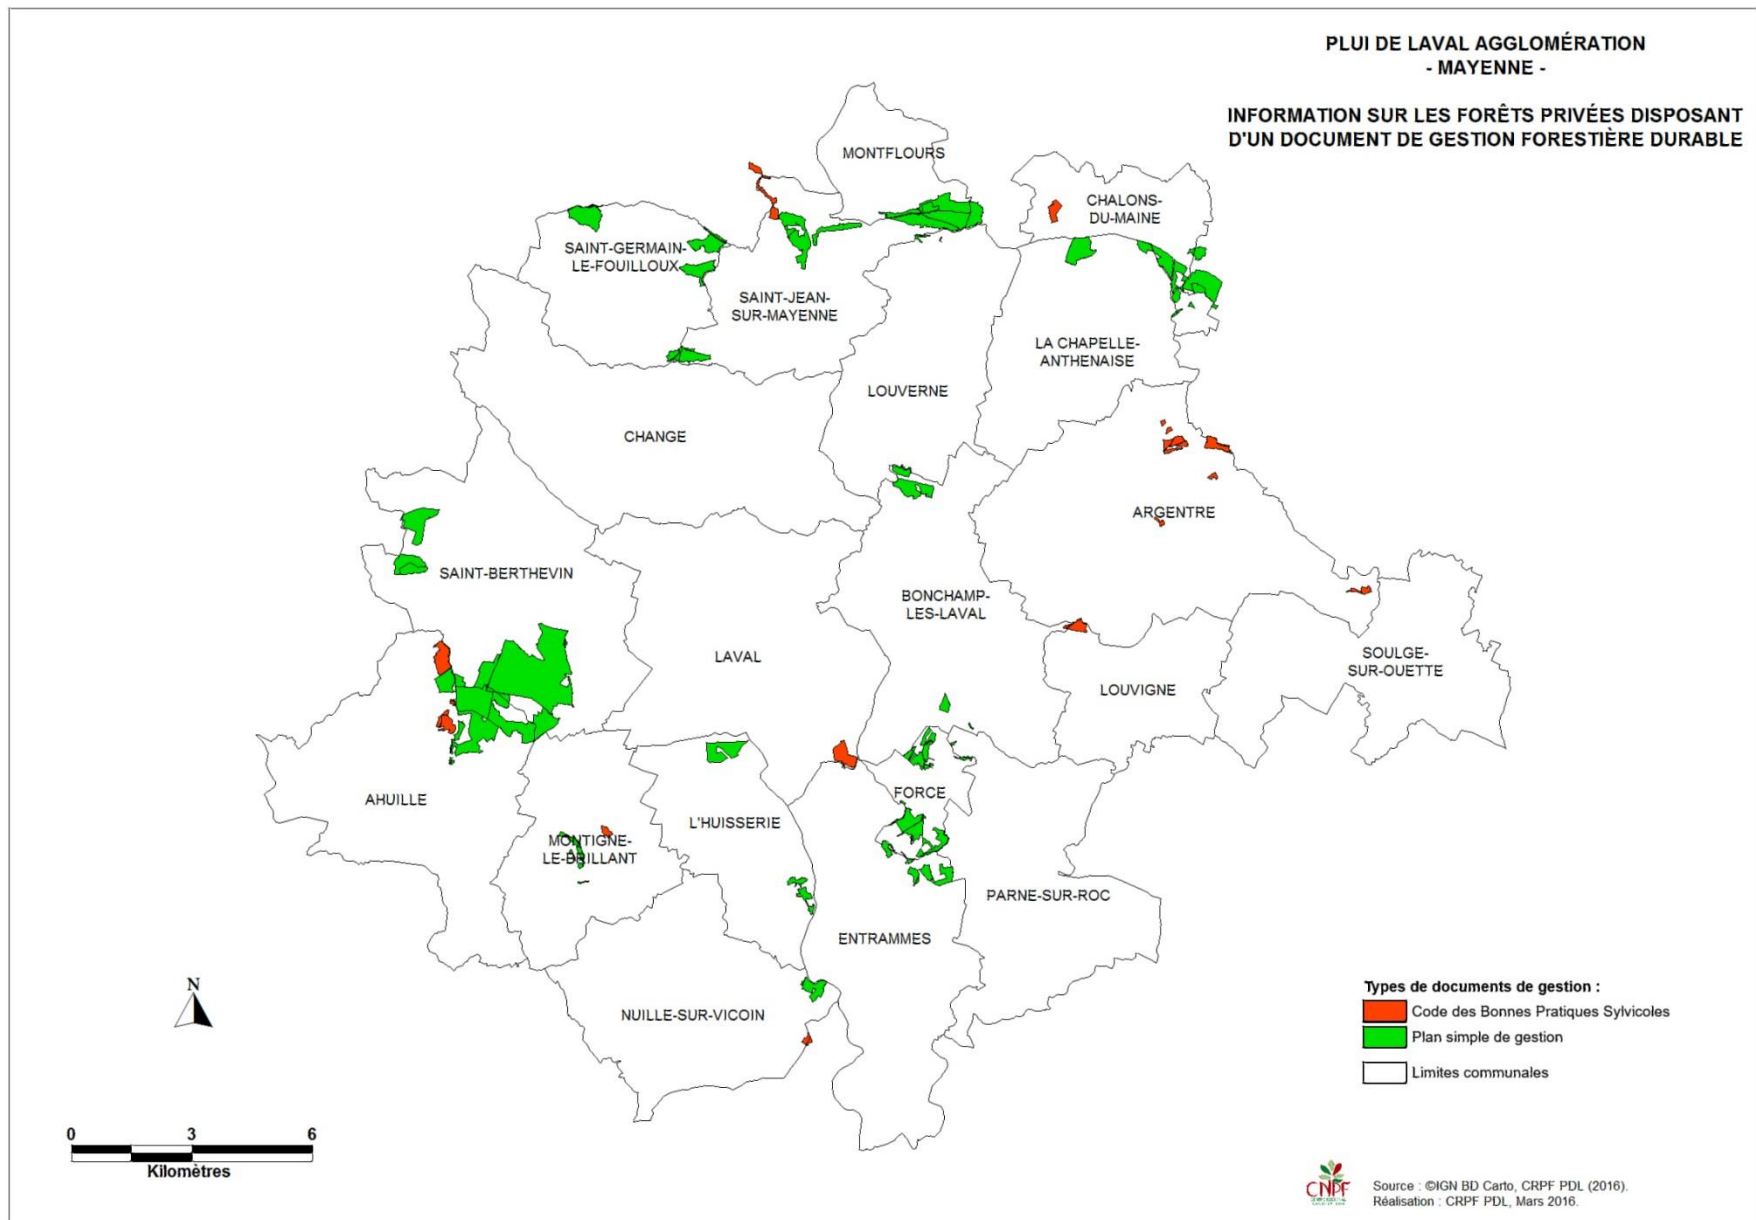 PLUI DE LAVAL AGGLOMÉRATION
- MAYENNE -
INFORMATION SUR LES FORÊTS PRIVÉES DISPOSANT
D'UN DOCUMENT DE GESTION FORESTIÈRE DURABLE
MONTFLOURS
CHALONS-
DU-MAINE
SAINT-GERMAIN-
LE-FOUILLOUX
SAINT-JEAN-
SUR-MAYENNE
LA CHAPELLE-
ANTHENAISE
LOUVERNE
CHANGE
ARGENTRE
SAINT-BERTHEVIN
BONCHAMP-
LES-LAVAL
LAVAL
SOULGE-
SUR-OUETTE
LOUVIGNE
AHUILLE
FORCE
L'HUISSERIE
MONTIGNE-
LE-BRILLANT
PARNE-SUR-ROC
ENTRAMMES
NUILLE-SUR-VICOIN
N
Types de documents de gestion :
Code des Bonnes Pratiques Sylvicoles
Plan simple de gestion
Limites communales
0 3 6
Kilomètres
CNPF
Source : ©IGN BD Carto, CRPF PDL (2016).
Réalisation : CRPF PDL, Mars 2016.